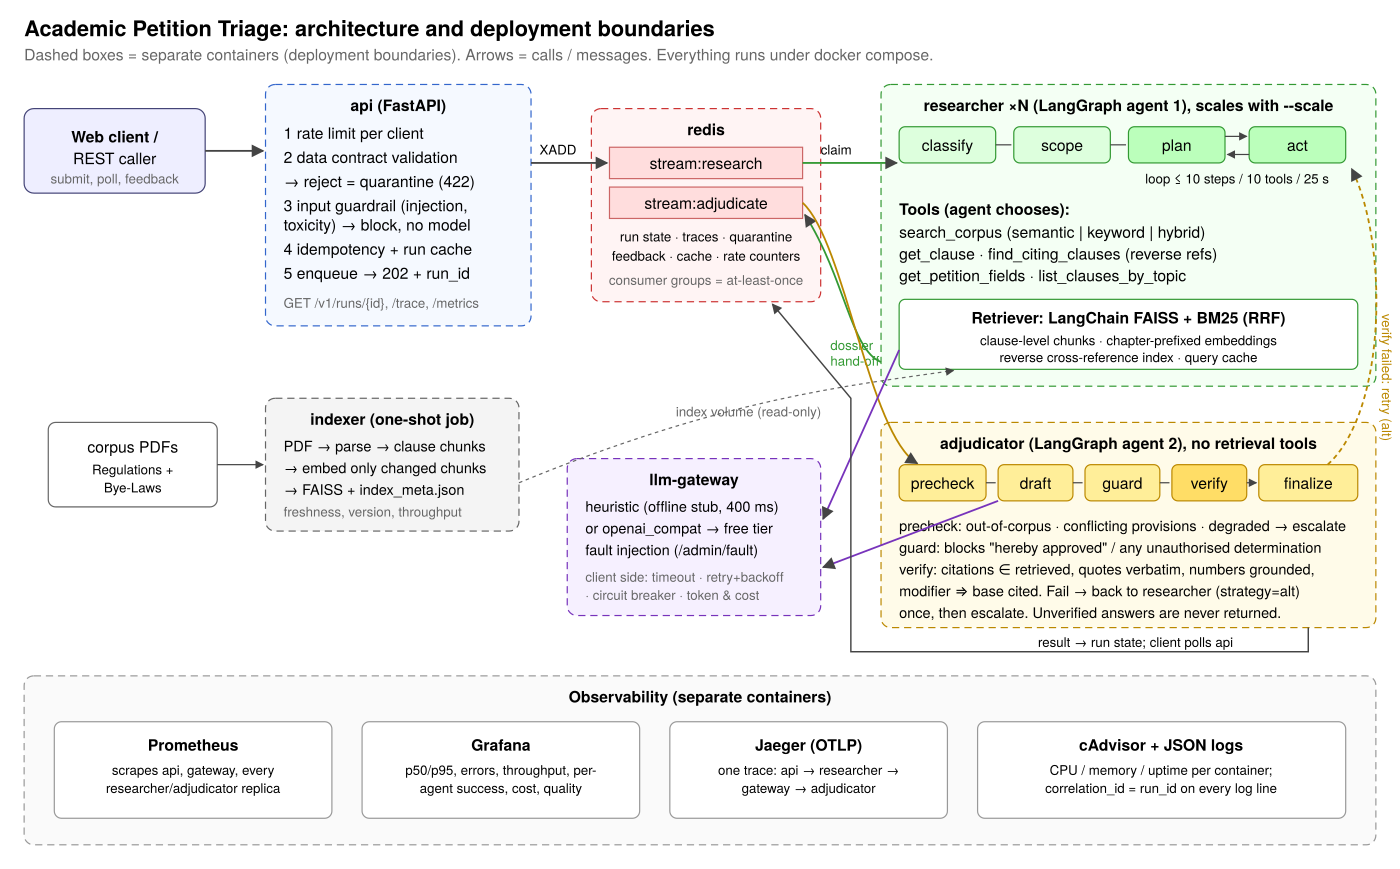 Academic Petition Triage: architecture and deployment boundaries
Dashed boxes = separate containers (deployment boundaries). Arrows = calls / messages. Everything runs under docker compose.
Web client /
REST caller
submit, poll, feedback
api (FastAPI)
1 rate limit per client
2 data contract validation
→ reject = quarantine (422)
3 input guardrail (injection,
toxicity) → block, no model
4 idempotency + run cache
5 enqueue → 202 + run_id
GET /v1/runs/{id}, /trace, /metrics
XADD
redis
stream:research
stream:adjudicate
run state · traces · quarantine
feedback · cache · rate counters
consumer groups = at-least-once
claim
researcher ×N (LangGraph agent 1), scales with --scale
classify
scope
plan
act
loop ≤ 10 steps / 10 tools / 25 s
Tools (agent chooses):
search_corpus (semantic | keyword | hybrid)
get_clause · find_citing_clauses (reverse refs)
get_petition_fields · list_clauses_by_topic
Retriever: LangChain FAISS + BM25 (RRF)
clause-level chunks · chapter-prefixed embeddings
reverse cross-reference index · query cache
dossier
hand-off
verify failed: retry (alt)
corpus PDFs
Regulations +
Bye-Laws
indexer (one-shot job)
PDF → parse → clause chunks
→ embed only changed chunks
→ FAISS + index_meta.json
freshness, version, throughput
index volume (read-only)
llm-gateway
heuristic (offline stub, 400 ms)
or openai_compat → free tier
fault injection (/admin/fault)
client side: timeout · retry+backoff
· circuit breaker · token & cost
adjudicator (LangGraph agent 2), no retrieval tools
precheck
draft
guard
verify
finalize
precheck: out-of-corpus · conflicting provisions · degraded → escalate
guard: blocks "hereby approved" / any unauthorised determination
verify: citations ∈ retrieved, quotes verbatim, numbers grounded,
modifier ⇒ base cited. Fail → back to researcher (strategy=alt)
once, then escalate. Unverified answers are never returned.
result → run state; client polls api
Observability (separate containers)
Prometheus
scrapes api, gateway, every
researcher/adjudicator replica
Grafana
p50/p95, errors, throughput, per-
agent success, cost, quality
Jaeger (OTLP)
one trace: api → researcher →
gateway → adjudicator
cAdvisor + JSON logs
CPU / memory / uptime per container;
correlation_id = run_id on every log line